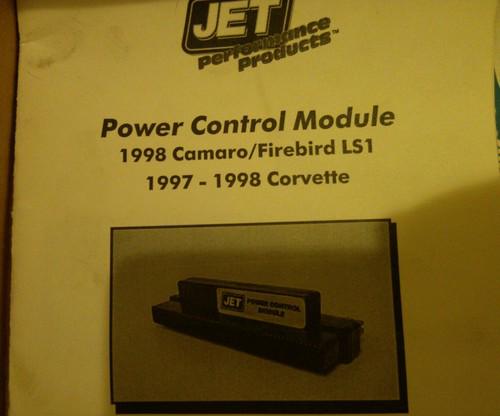 JET
Performance
Products™
Power Control Module
1998 Camaro/Firebird LS1
1997 - 1998 Corvette
JET POWER CONTROL
MODULE